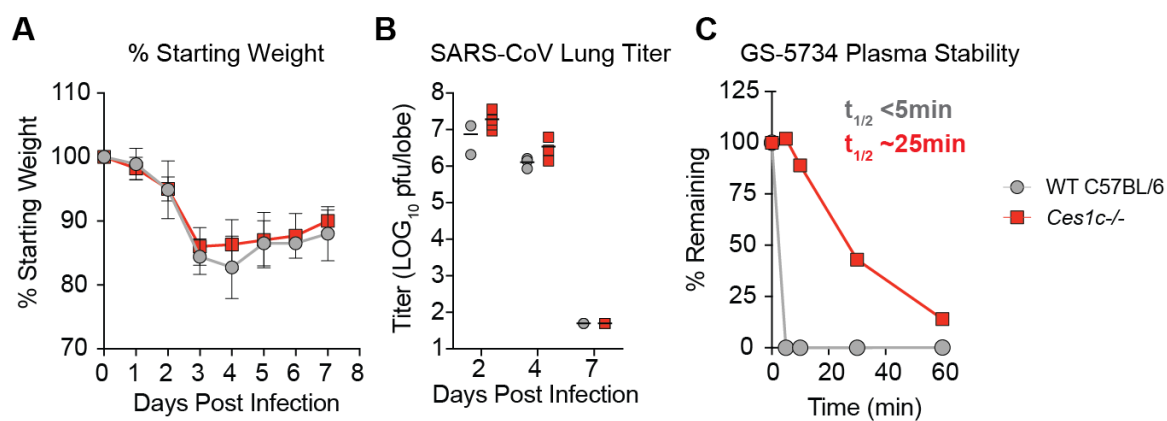 A
% Starting Weight
110
100
90
80
70
% Starting Weight
0 1 2 3 4 5 6 7 8
Days Post Infection
B
SARS-CoV Lung Titer
8
7
6
5
4
3
2
1
Titer (LOG10 pfu/lobe)
2 4 7
Days Post Infection
C
GS-5734 Plasma Stability
125
100
75
50
25
0
% Remaining
t1/2 <5min
t1/2 ~25min
0 20 40 60
Time (min)
WT C57BL/6
Ces1c-/-